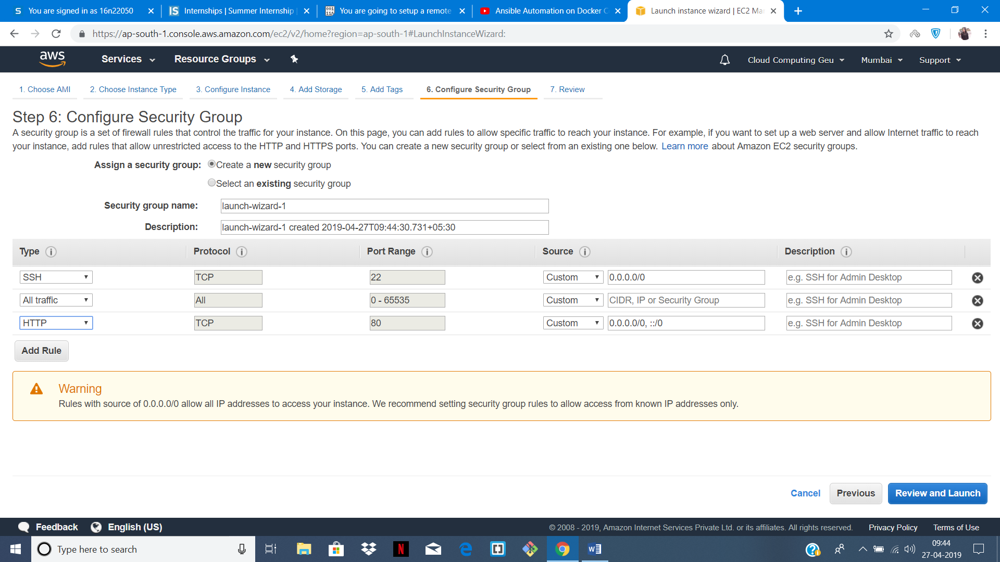 You are signed in as 16n22050
Internships | Summer Internship
You are going to setup a remote
Ansible Automation on Docker C
Launch instance wizard | EC2 Ma
https://ap-south-1.console.aws.amazon.com/ec2/v2/home?region=ap-south-1#LaunchInstanceWizard:
aws
Services
Resource Groups
Cloud Computing Geu
Mumbai
Support
1. Choose AMI
2. Choose Instance Type
3. Configure Instance
4. Add Storage
5. Add Tags
6. Configure Security Group
7. Review
Step 6: Configure Security Group
A security group is a set of firewall rules that control the traffic for your instance. On this page, you can add rules to allow specific traffic to reach your instance. For example, if you want to set up a web server and allow Internet traffic to reach
your instance, add rules that allow unrestricted access to the HTTP and HTTPS ports. You can create a new security group or select from an existing one below. Learn more about Amazon EC2 security groups.
Assign a security group: Create a new security group
Select an existing security group
Security group name: launch-wizard-1
Description: launch-wizard-1 created 2019-04-27T09:44:30.731+05:30
Type Protocol Port Range Source Description
SSH TCP 22 Custom 0.0.0.0/0 e.g. SSH for Admin Desktop
All traffic All 0 - 65535 Custom CIDR, IP or Security Group e.g. SSH for Admin Desktop
HTTP TCP 80 Custom 0.0.0.0/0, ::/0 e.g. SSH for Admin Desktop
Add Rule
Warning
Rules with source of 0.0.0.0/0 allow all IP addresses to access your instance. We recommend setting security group rules to allow access from known IP addresses only.
Cancel
Previous
Review and Launch
Feedback
English (US)
© 2008 - 2019, Amazon Internet Services Private Ltd. or its affiliates. All rights reserved.
Privacy Policy
Terms of Use
Type here to search
09:44
27-04-2019